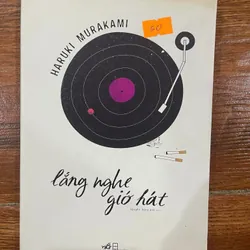 HARUKI MURAKAMI
lắng nghe
gió hát